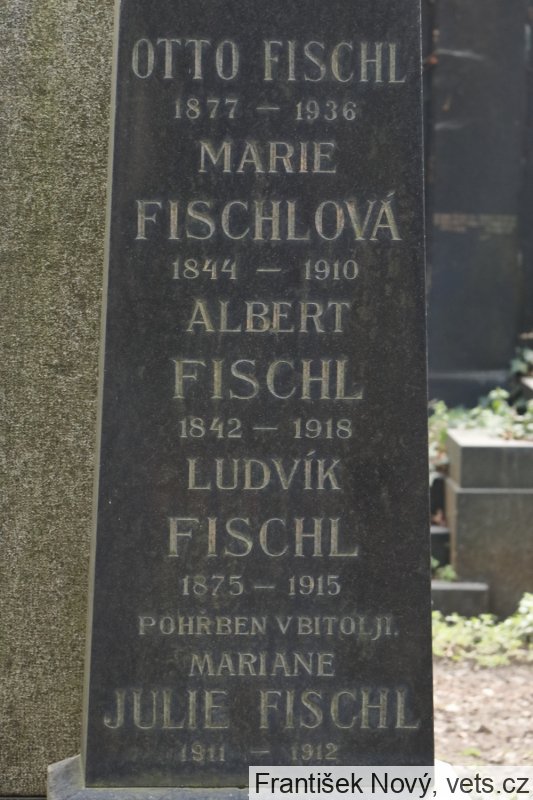 OTTO FISCHL
1877 – 1936
MARIE
FISCHLOVÁ
1844 – 1910
ALBERT
FISCHL
1842 – 1918
LUDVÍK
FISCHL
1875 – 1915
POHŘBEN V BITOLJI.
MARIANE
JULIE FISCHL
1911 – 1912
František Nový, vets.cz